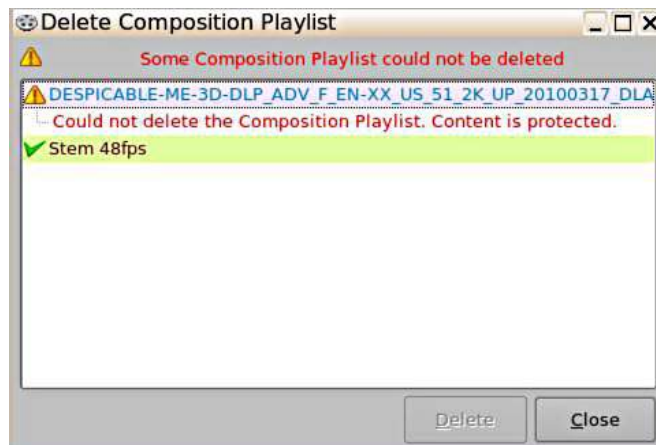 Delete Composition Playlist
Some Composition Playlist could not be deleted
DESPICABLE-ME-3D-DLP_ADV_F_EN-XX_US_51_2K_UP_20100317_DLA
Could not delete the Composition Playlist. Content is protected.
Stem 48fps
Delete Close